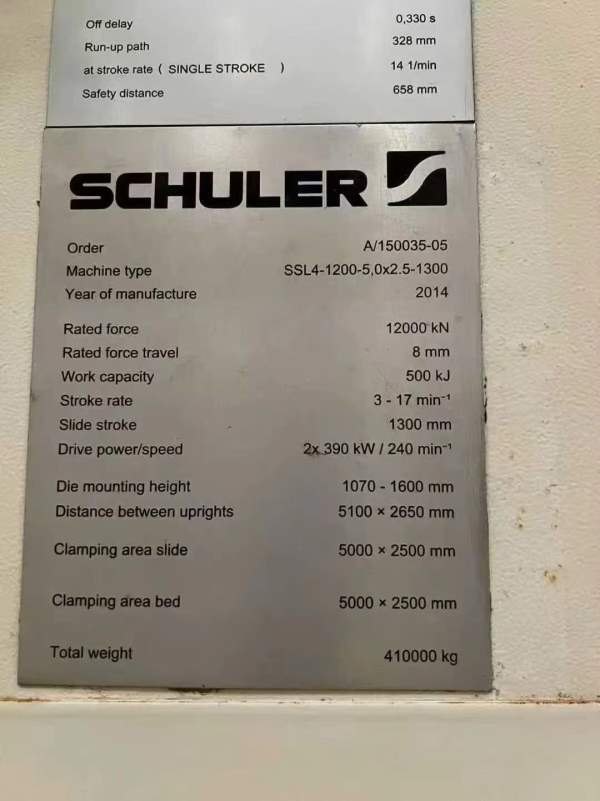 Off delay 0,330 s
Run-up path 328 mm
at stroke rate ( SINGLE STROKE ) 14 1/min
Safety distance 658 mm
SCHULER
Order A/150035-05
Machine type SSL4-1200-5,0x2.5-1300
Year of manufacture 2014
Rated force 12000 kN
Rated force travel 8 mm
Work capacity 500 kJ
Stroke rate 3 - 17 min⁻¹
Slide stroke 1300 mm
Drive power/speed 2x 390 kW / 240 min⁻¹
Die mounting height 1070 - 1600 mm
Distance between uprights 5100 × 2650 mm
Clamping area slide 5000 × 2500 mm
Clamping area bed 5000 × 2500 mm
Total weight 410000 kg